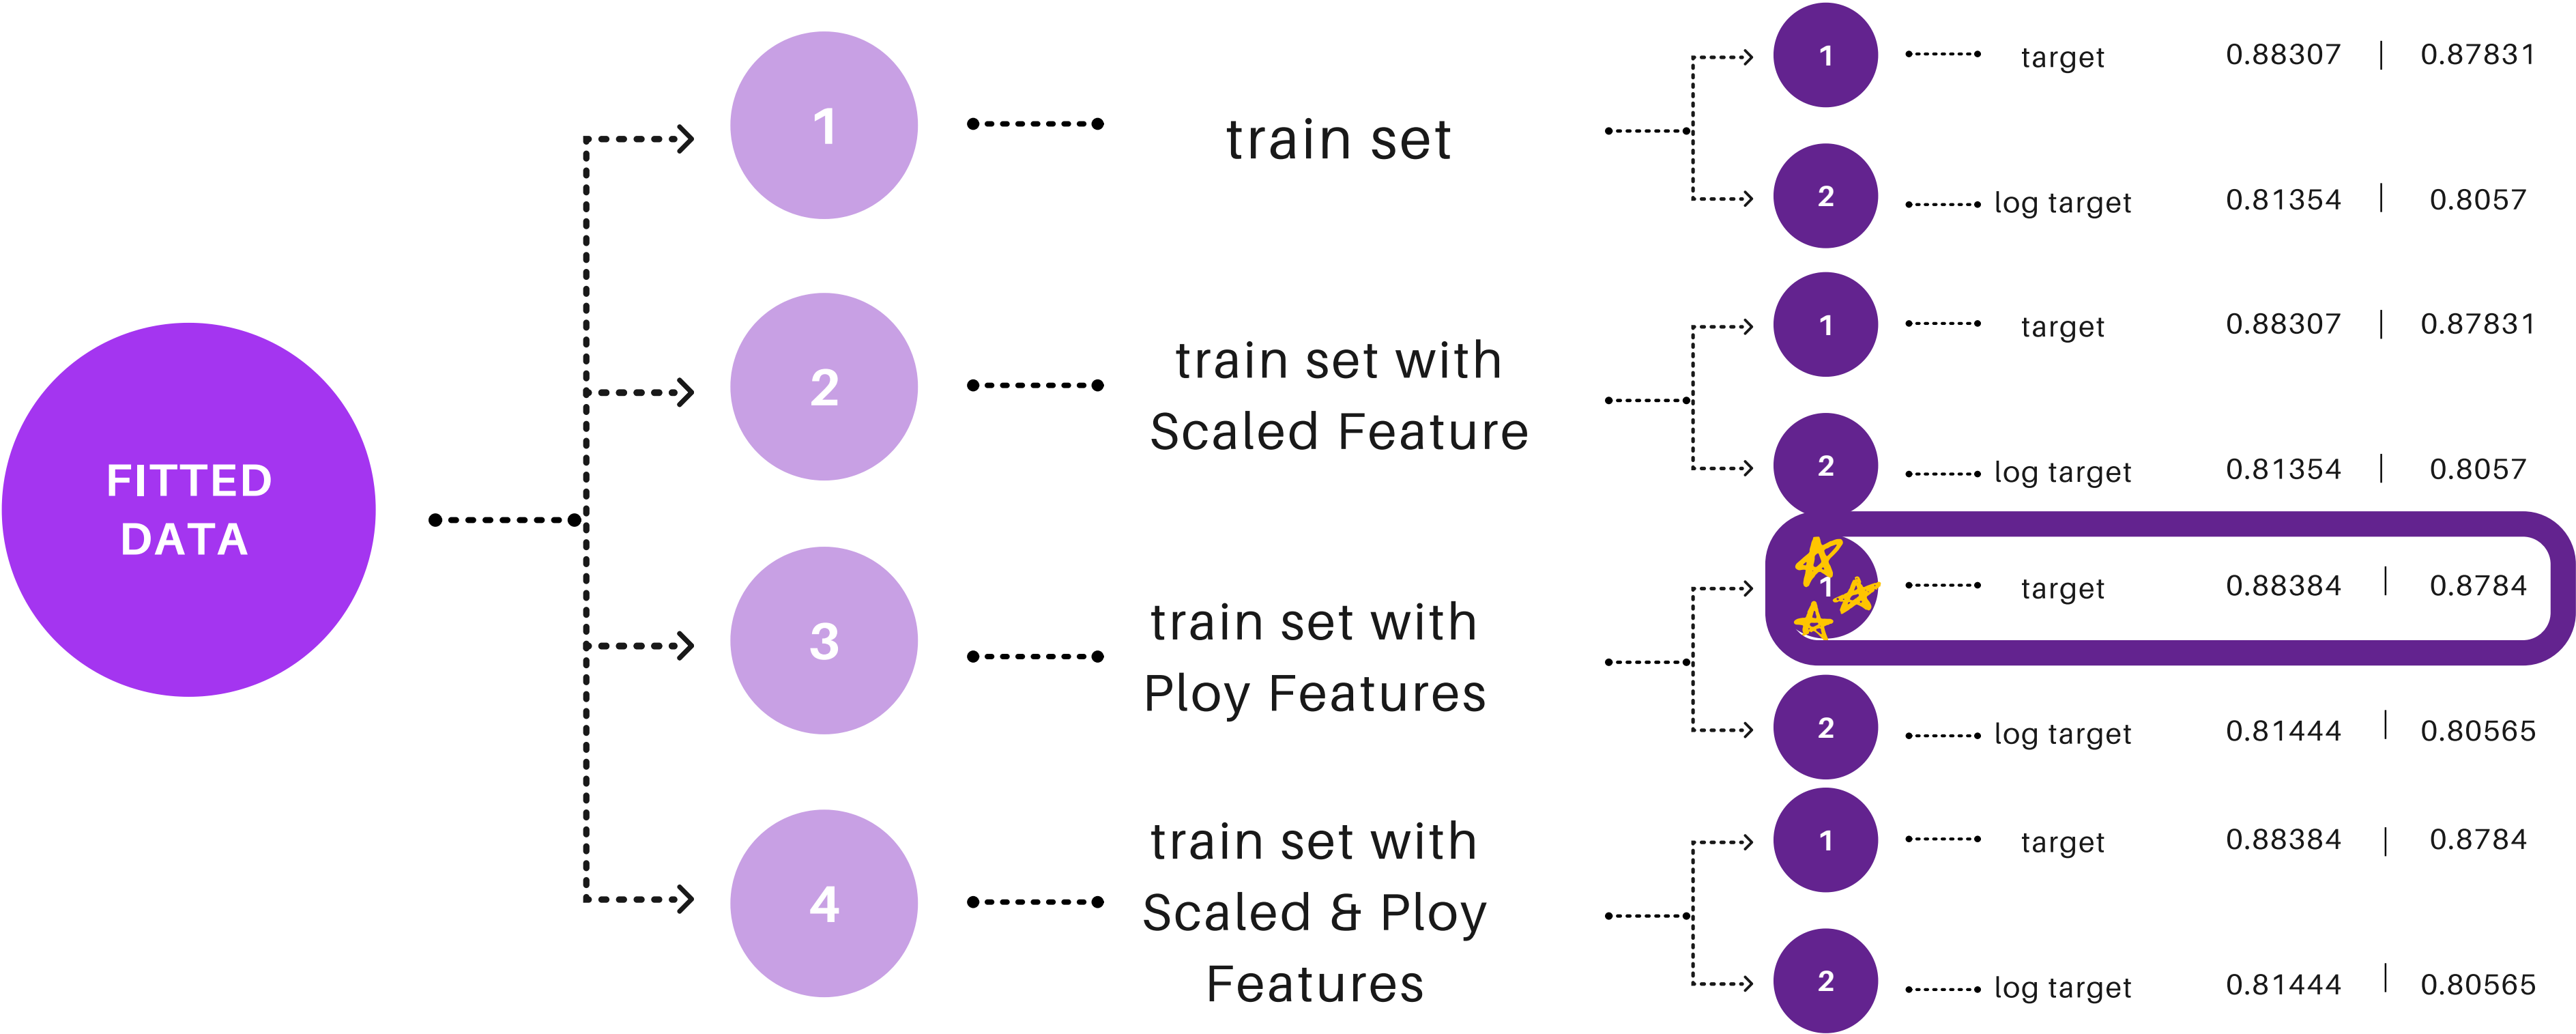 FITTED
DATA
1
train set
1
target
0.88307 | 0.87831
2
log target
0.81354 | 0.8057
2
train set with
Scaled Feature
1
target
0.88307 | 0.87831
2
log target
0.81354 | 0.8057
3
train set with
Ploy Features
1
target
0.88384 | 0.8784
2
log target
0.81444 | 0.80565
4
train set with
Scaled & Ploy
Features
1
target
0.88384 | 0.8784
2
log target
0.81444 | 0.80565